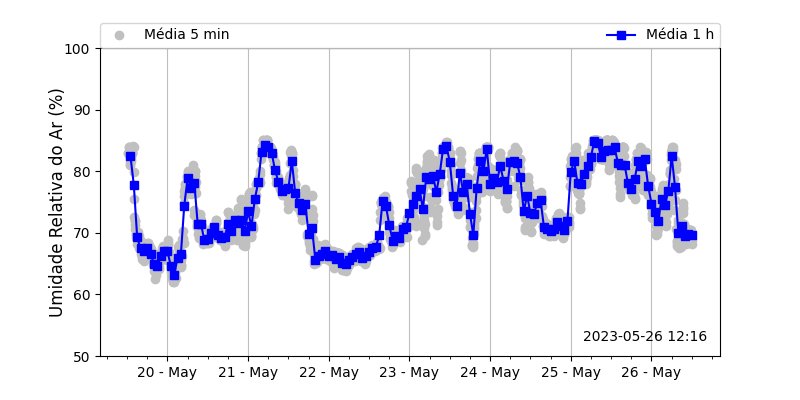 Média 5 min
Média 1 h
Umidade Relativa do Ar (%)
100
90
80
70
60
50
2023-05-26 12:16
20 - May
21 - May
22 - May
23 - May
24 - May
25 - May
26 - May